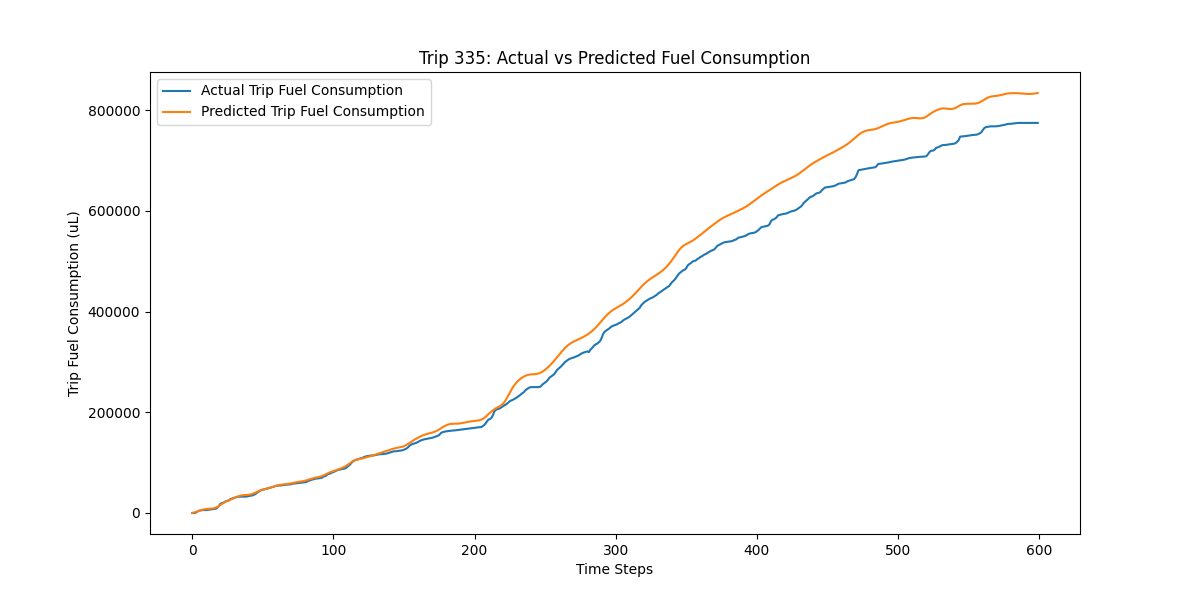 Trip 335: Actual vs Predicted Fuel Consumption
Actual Trip Fuel Consumption
Predicted Trip Fuel Consumption
Trip Fuel Consumption (uL)
800000
600000
400000
200000
0
0 100 200 300 400 500 600
Time Steps